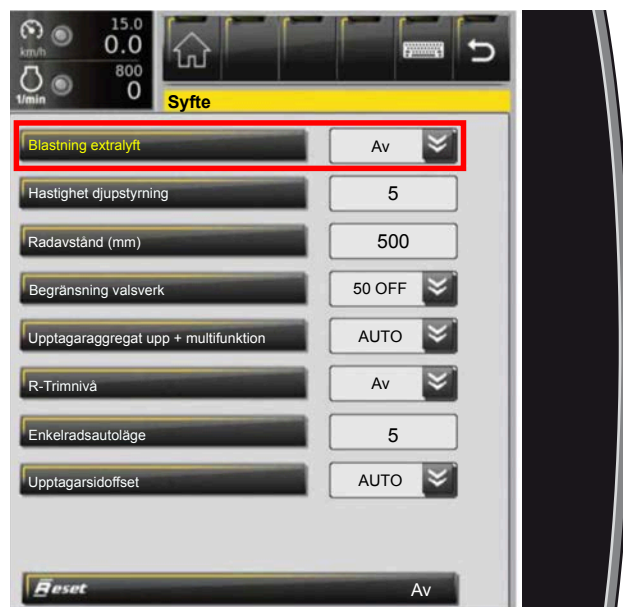 15.0
km/h 0.0
800
1/min 0
Syfte
Blastning extralyft Av
Hastighet djupstyrning 5
Radavstånd (mm) 500
Begränsning valsverk 50 OFF
Upptagaraggregat upp + multifunktion AUTO
R-Trimnivå Av
Enkelradsautoläge 5
Upptagarsidoffset AUTO
Reset Av